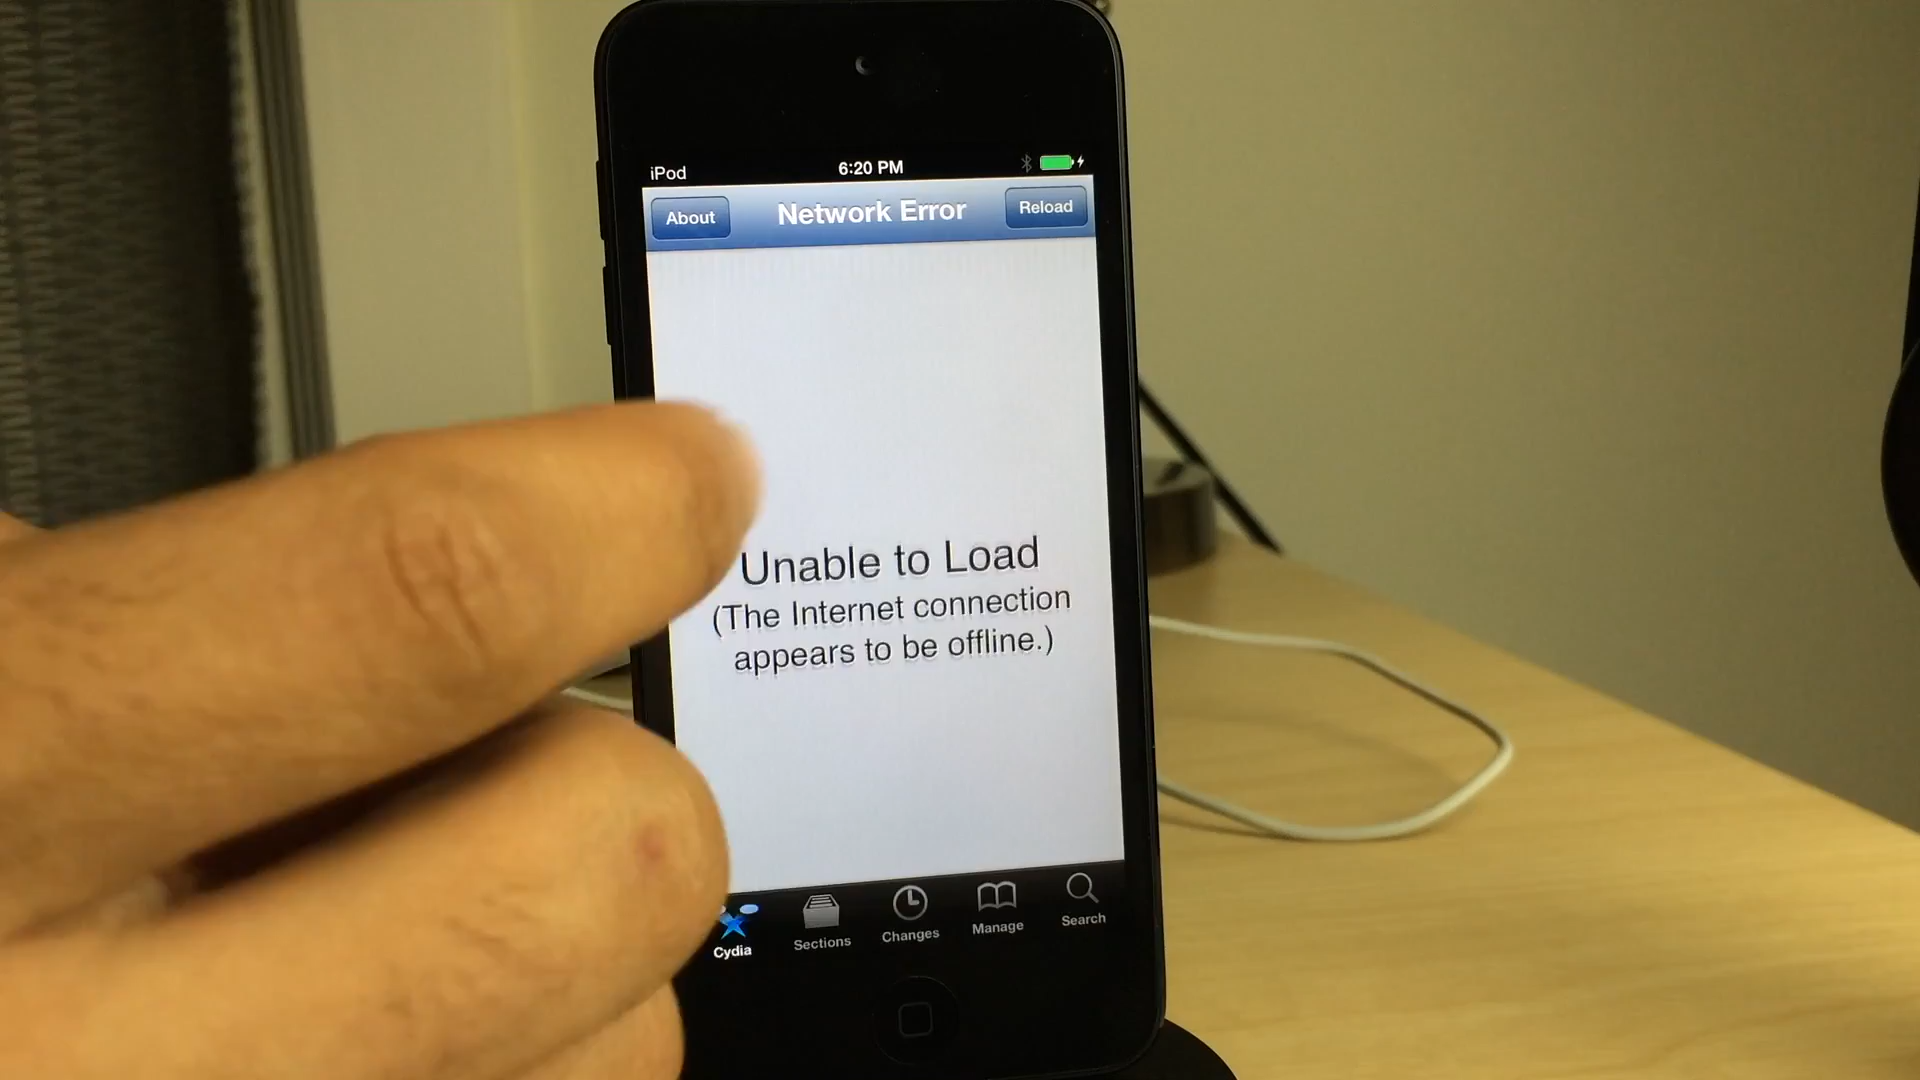 iPod 6:20 PM
About Network Error Reload
Unable to Load
(The Internet connection
appears to be offline.)
Cydia Sections Changes Manage Search